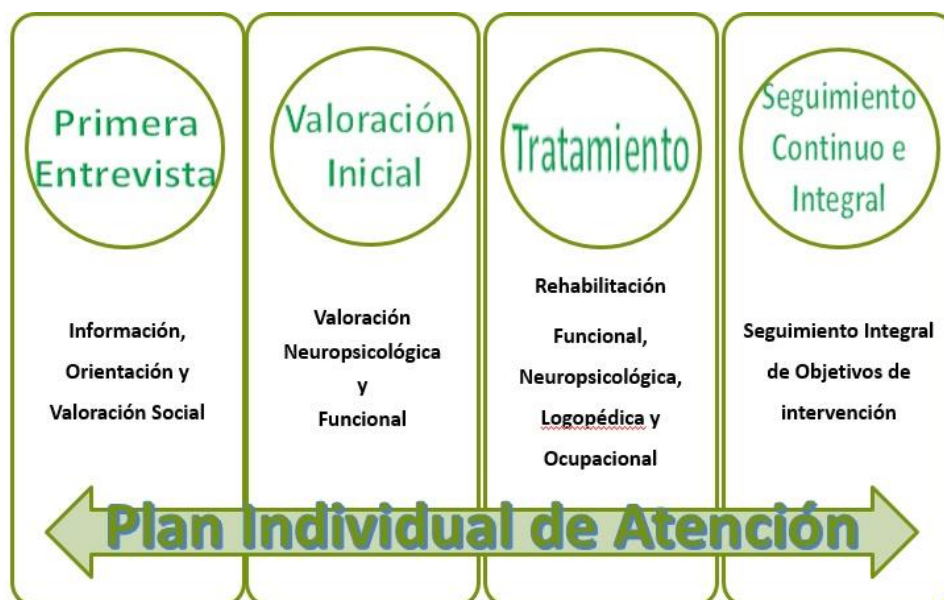 Primera
Entrevista
Información,
Orientación y
Valoración Social
Valoración
Inicial
Valoración
Neuropsicológica
y
Funcional
Tratamiento
Rehabilitación
Funcional,
Neuropsicológica,
Logopédica y
Ocupacional
Seguimiento
Continuo e
Integral
Seguimiento Integral
de Objetivos de
intervención
Plan Individual de Atención